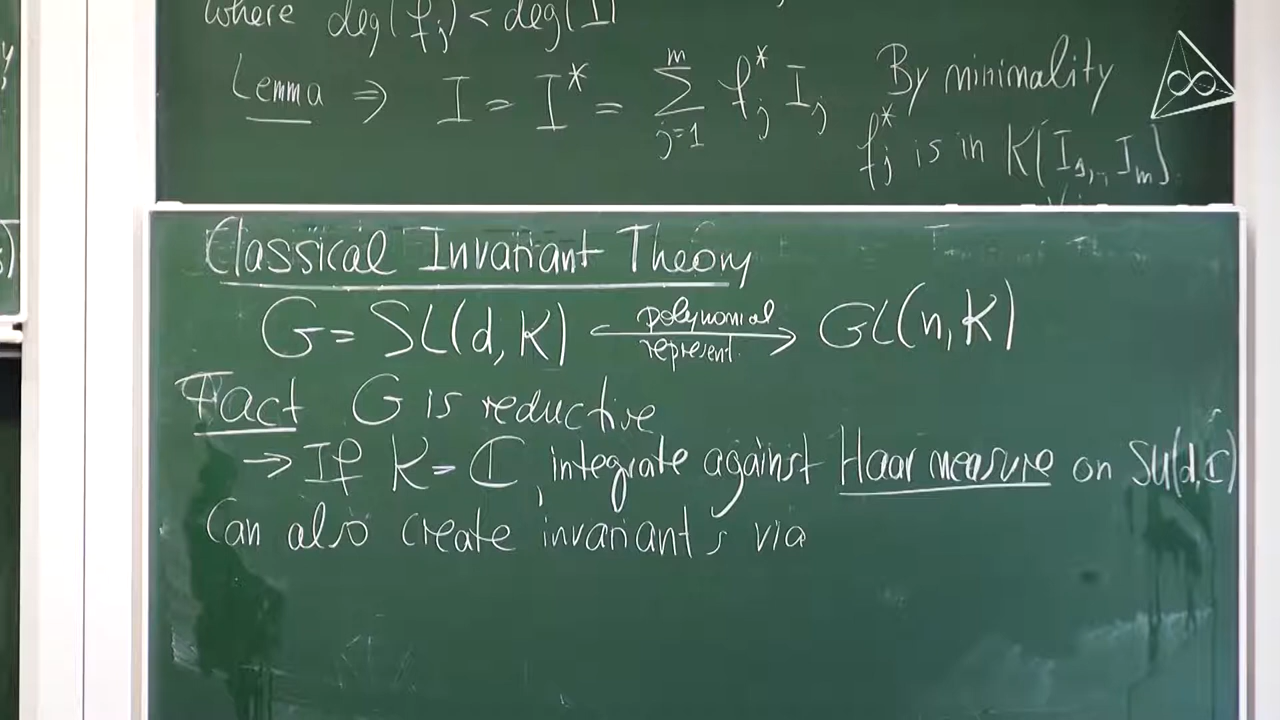 where deg(f_j) < deg(I)
Lemma ⇒ I = I* = ∑_{j=1}^{m} f_j* I_j By minimality
f_j* is in K[I_1,..,I_m].
Classical Invariant Theory
G = SL(d,K) polynomial represent. GL(n,K)
Fact G is reductive
→ If K = ℂ, integrate against Haar measure on SU(d,ℂ)
Can also create invariants via